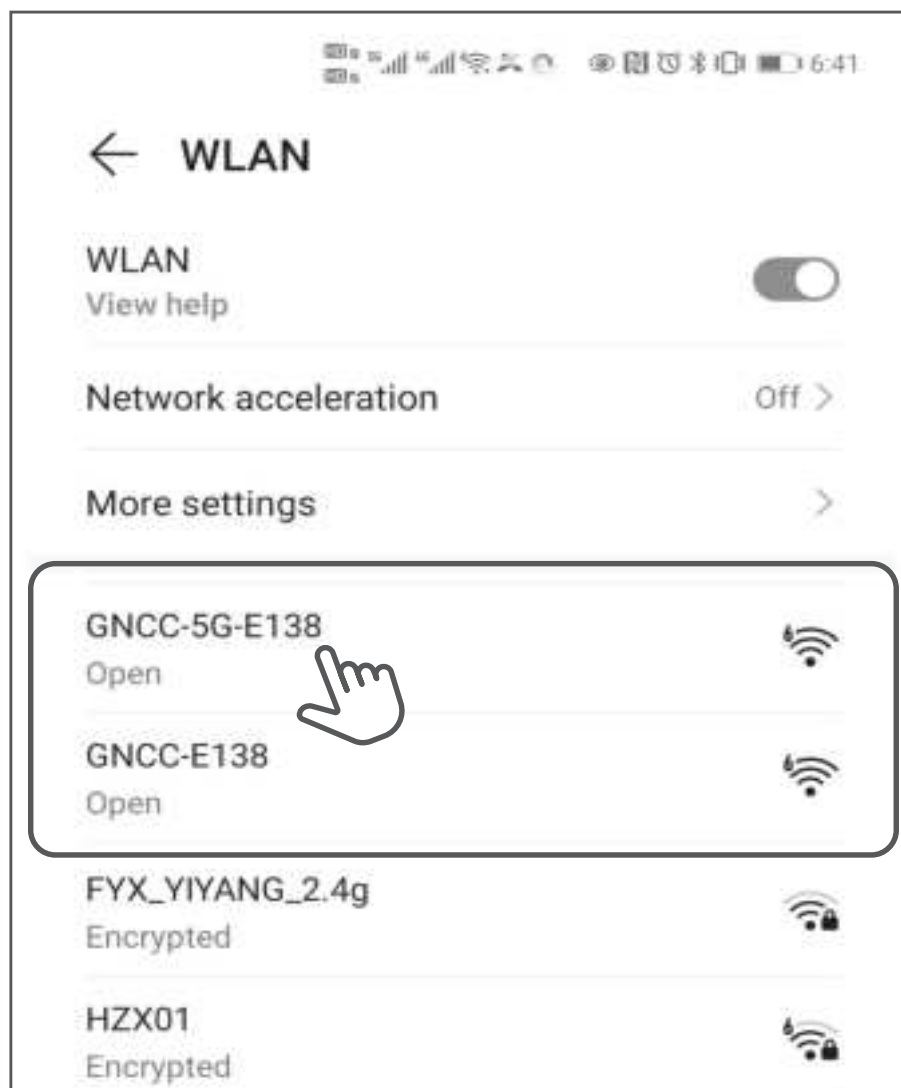 6:41
WLAN
WLAN
View help
Network acceleration
Off
More settings
GNCC-5G-E138
Open
GNCC-E138
Open
FYX_YIYANG_2.4g
Encrypted
HZX01
Encrypted